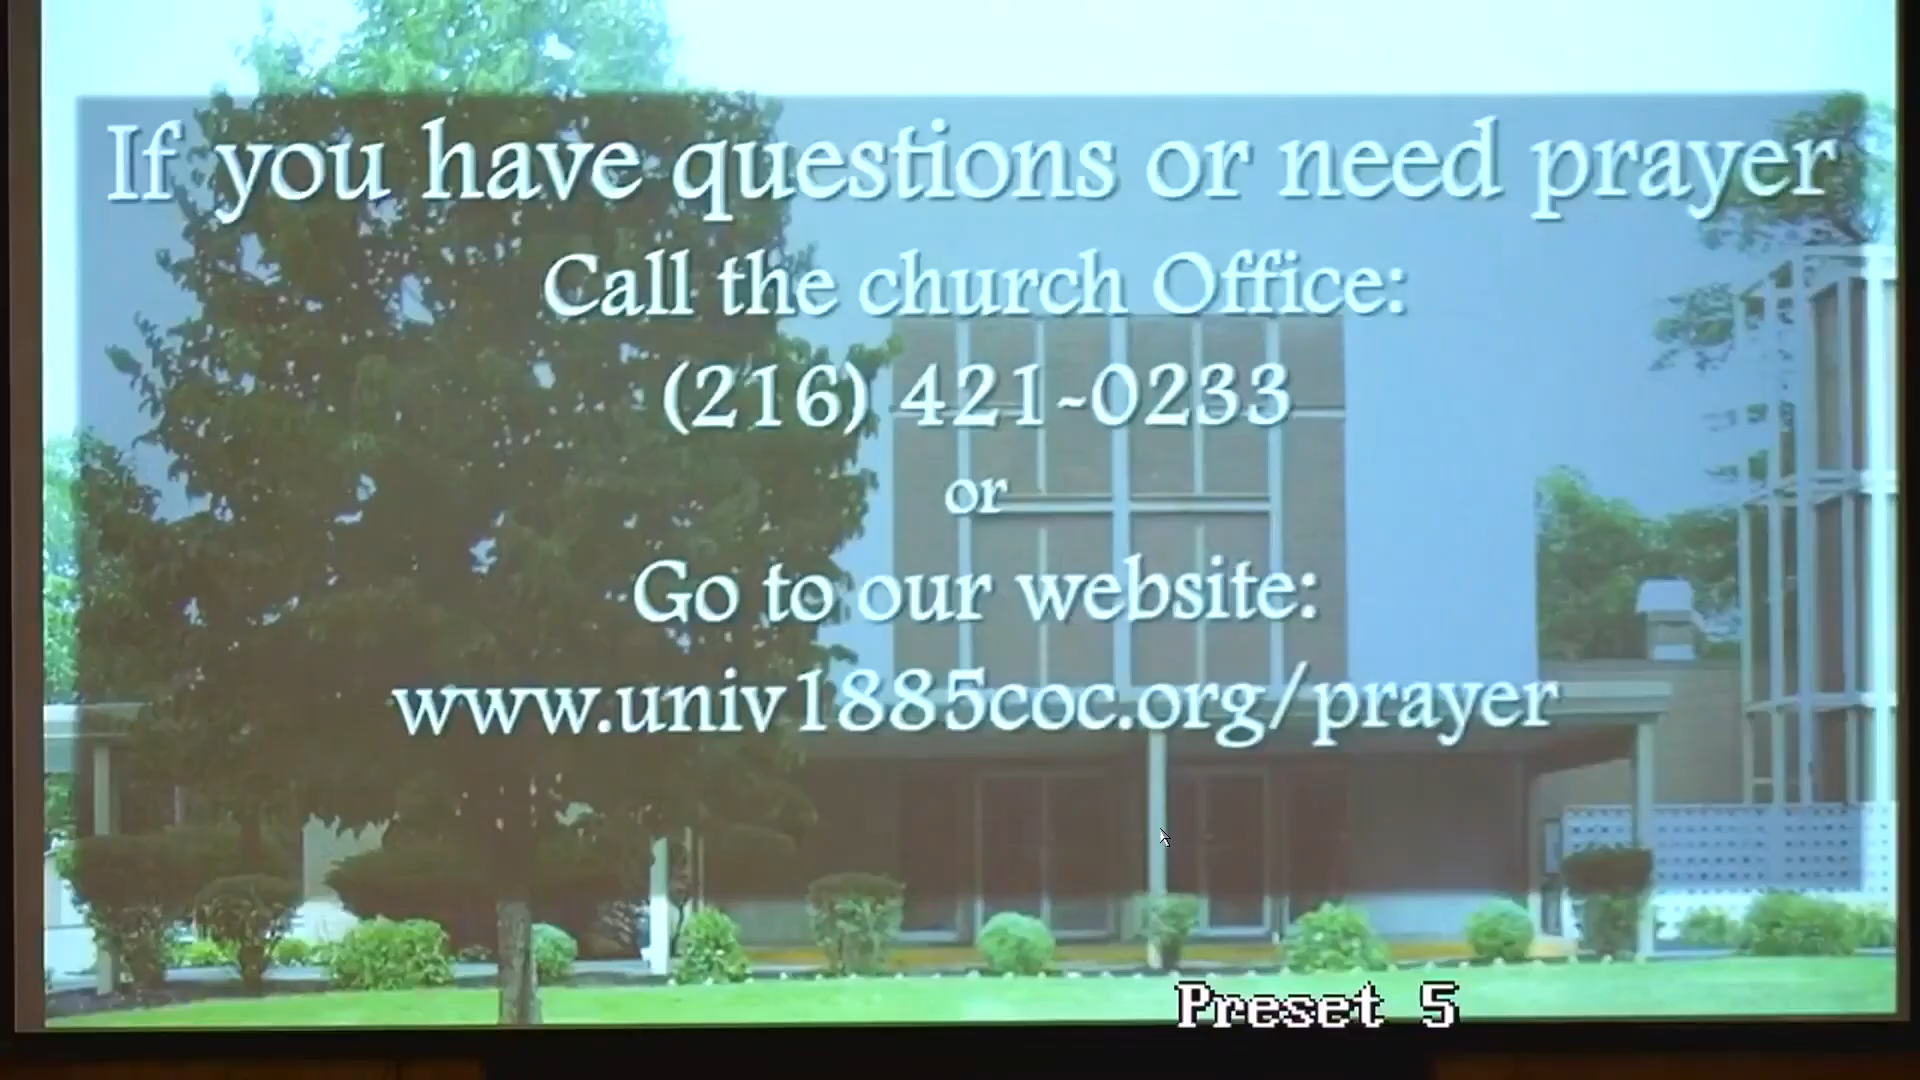 If you have questions or need prayer
Call the church Office:
(216) 421-0233
or
Go to our website:
www.univ1885coc.org/prayer
Preset 5